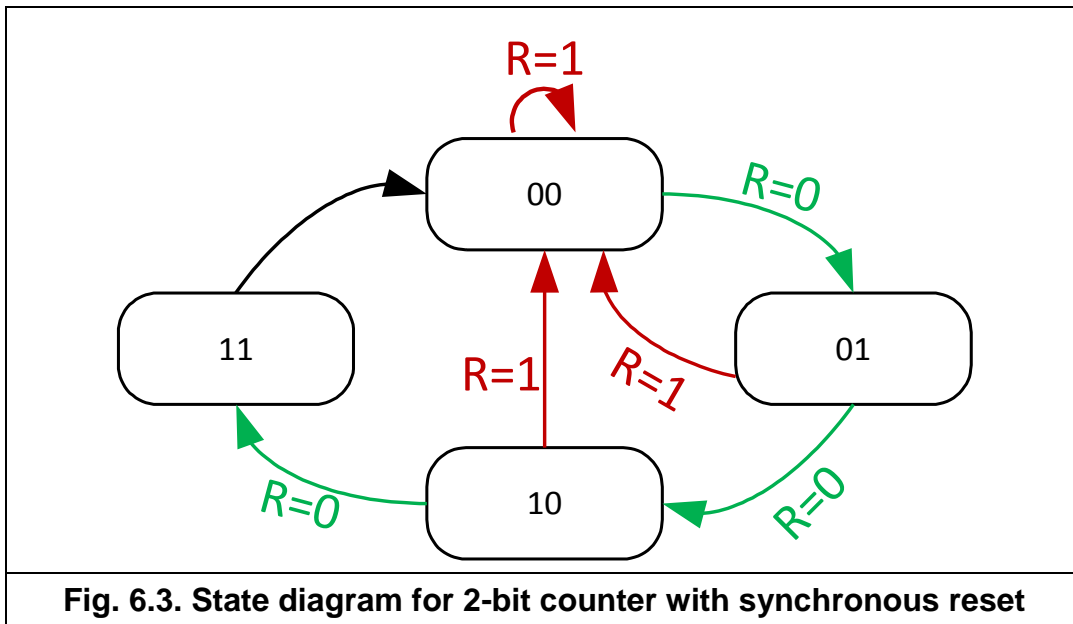 R=1
00
R=0
11
01
R=1
R=1
10
R=0
R=0
Fig. 6.3. State diagram for 2-bit counter with synchronous reset